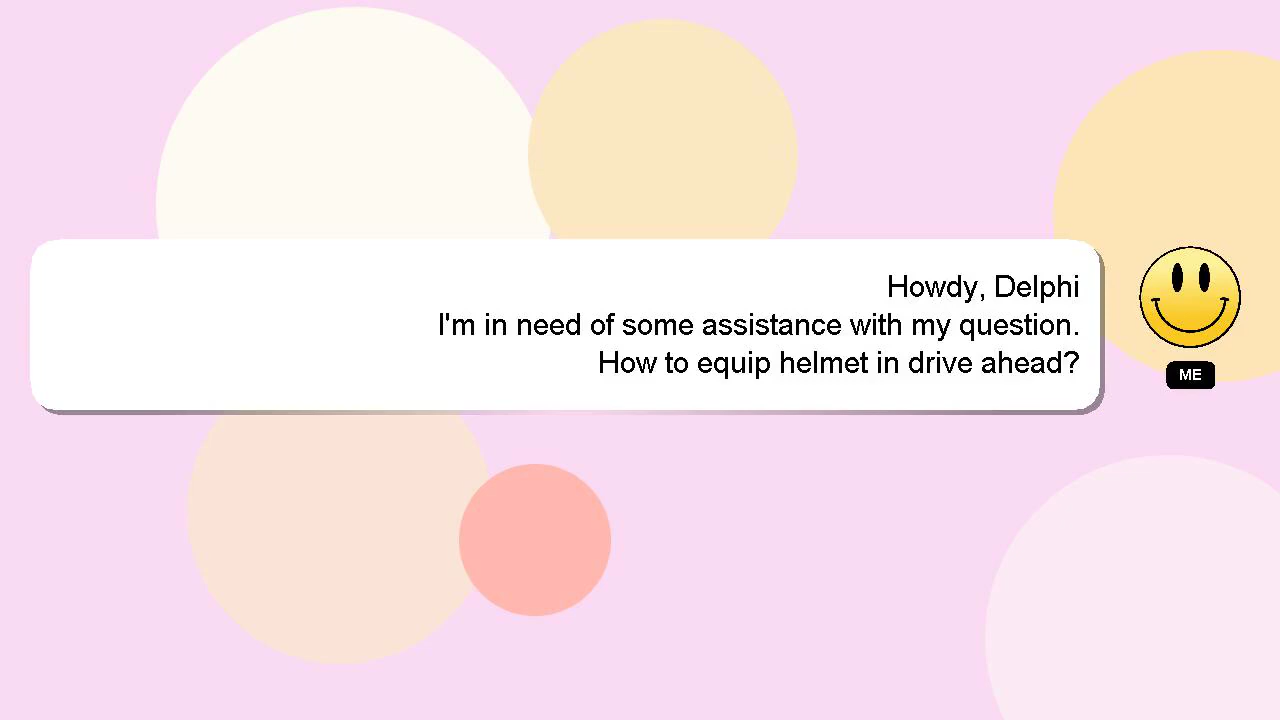 Howdy, Delphi
I'm in need of some assistance with my question.
How to equip helmet in drive ahead?
ME